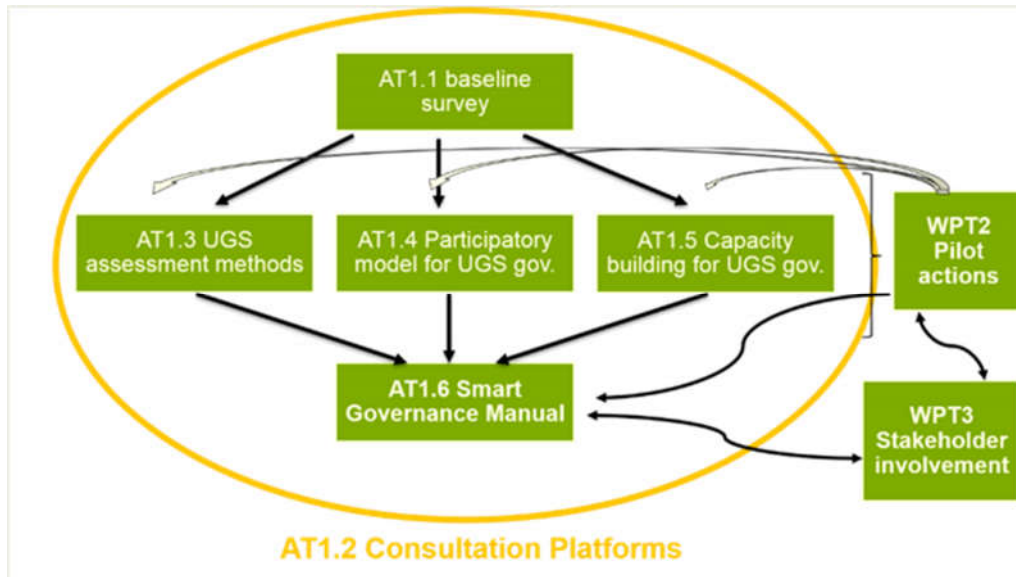 AT1.1 baseline
survey
AT1.3 UGS
assessment methods
AT1.4 Participatory
model for UGS gov.
AT1.5 Capacity
building for UGS gov.
WPT2
Pilot
actions
AT1.6 Smart
Governance Manual
WPT3
Stakeholder
involvement
AT1.2 Consultation Platforms